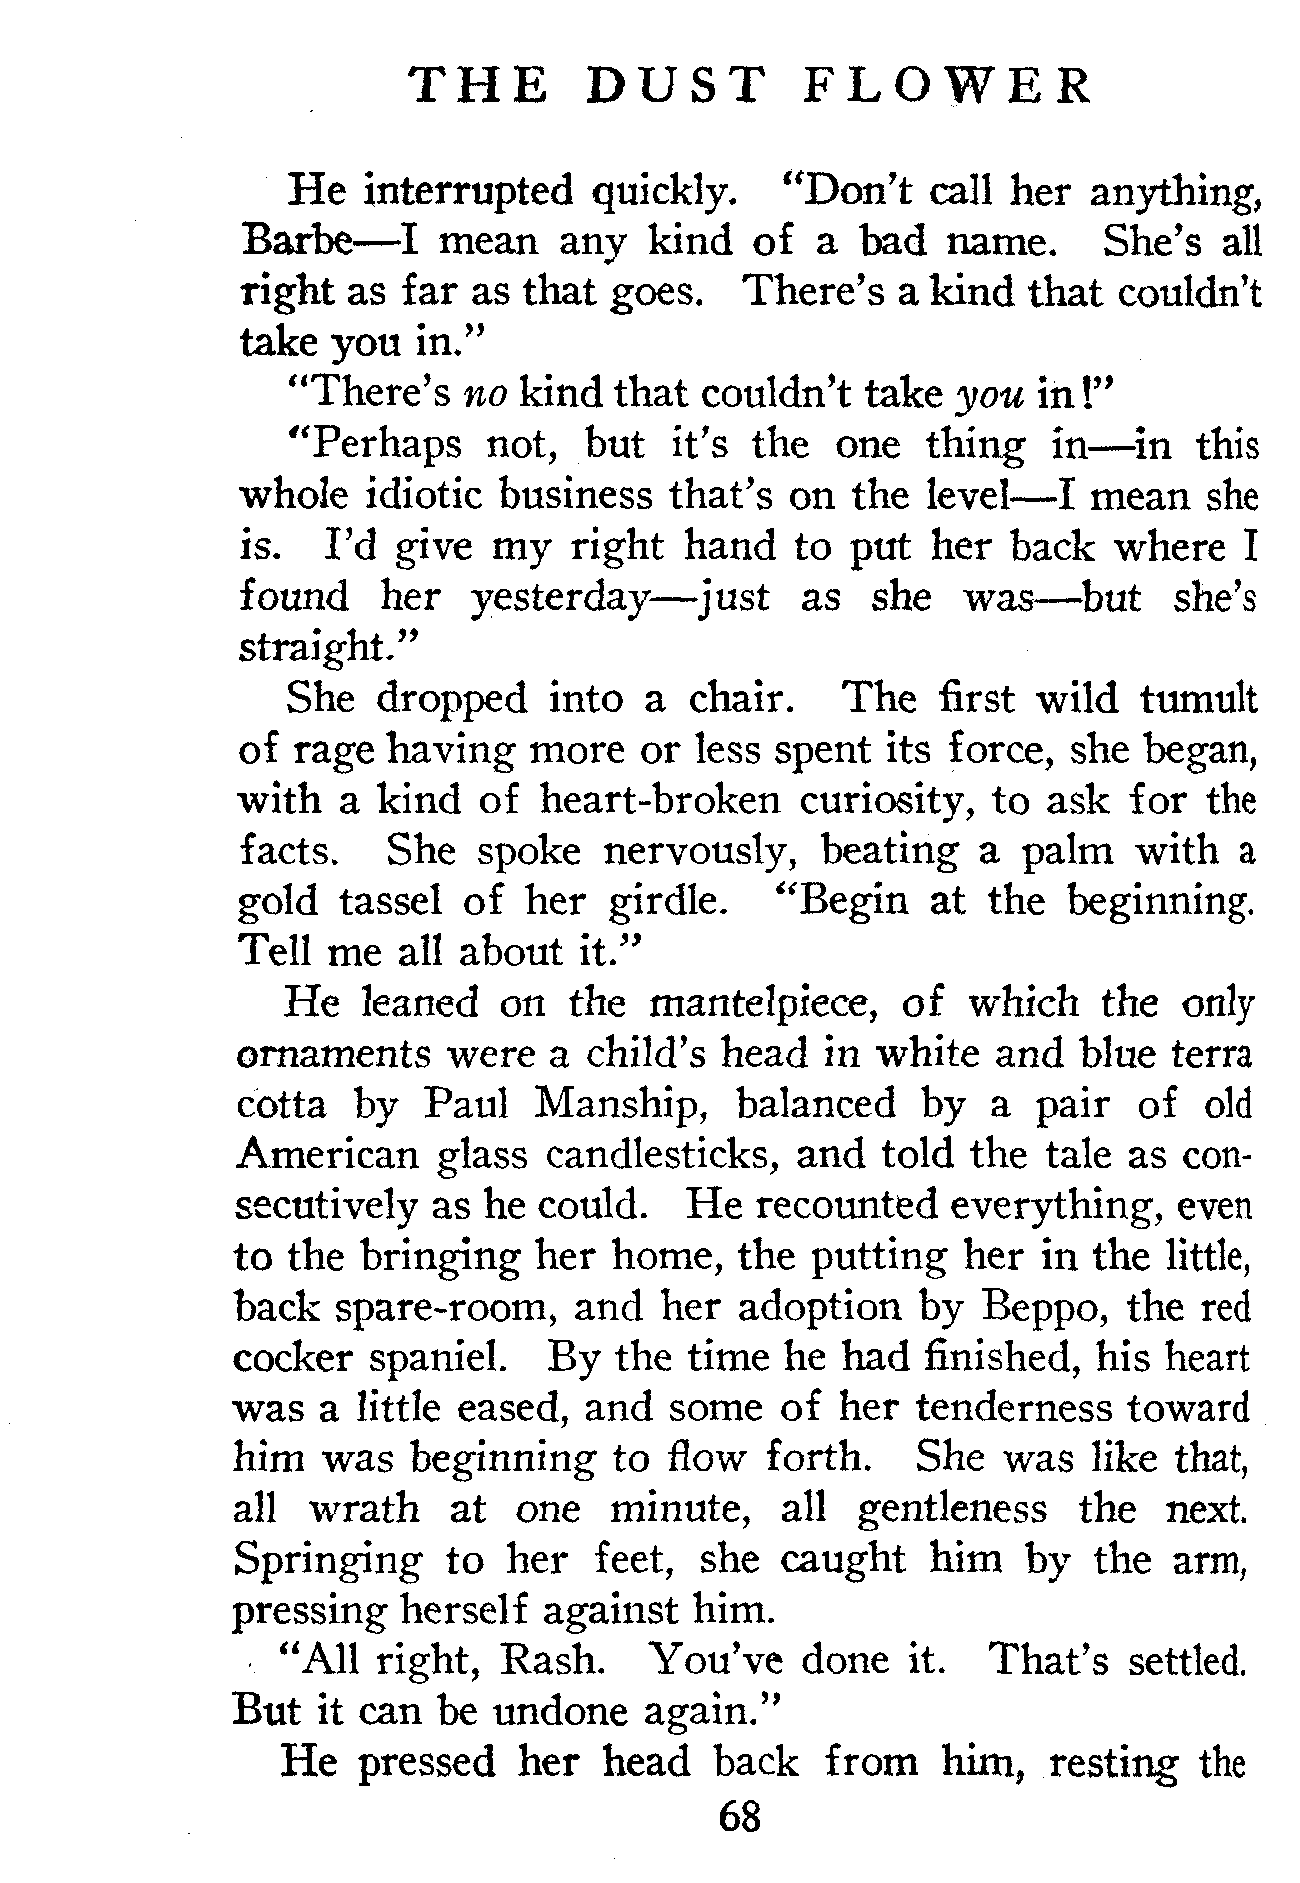 THE DUST FLOWER
He interrupted quickly. “Don’t call her anything,
Barbe—I mean any kind of a bad name. She’s all
right as far as that goes. There’s a kind that couldn’t
take you in.”
“There’s no kind that couldn’t take you in!”
“Perhaps not, but it’s the one thing in—in this
whole idiotic business that’s on the level—I mean she
is. I’d give my right hand to put her back where I
found her yesterday—just as she was—but she’s
straight.”
She dropped into a chair. The first wild tumult
of rage having more or less spent its force, she began,
with a kind of heart-broken curiosity, to ask for the
facts. She spoke nervously, beating a palm with a
gold tassel of her girdle. “Begin at the beginning.
Tell me all about it.”
He leaned on the mantelpiece, of which the only
ornaments were a child’s head in white and blue terra
cotta by Paul Manship, balanced by a pair of old
American glass candlesticks, and told the tale as con-
secutively as he could. He recounted everything, even
to the bringing her home, the putting her in the little,
back spare-room, and her adoption by Beppo, the red
cocker spaniel. By the time he had finished, his heart
was a little eased, and some of her tenderness toward
him was beginning to flow forth. She was like that,
all wrath at one minute, all gentleness the next.
Springing to her feet, she caught him by the arm,
pressing herself against him.
“All right, Rash. You’ve done it. That’s settled.
But it can be undone again.”
He pressed her head back from him, resting the
68